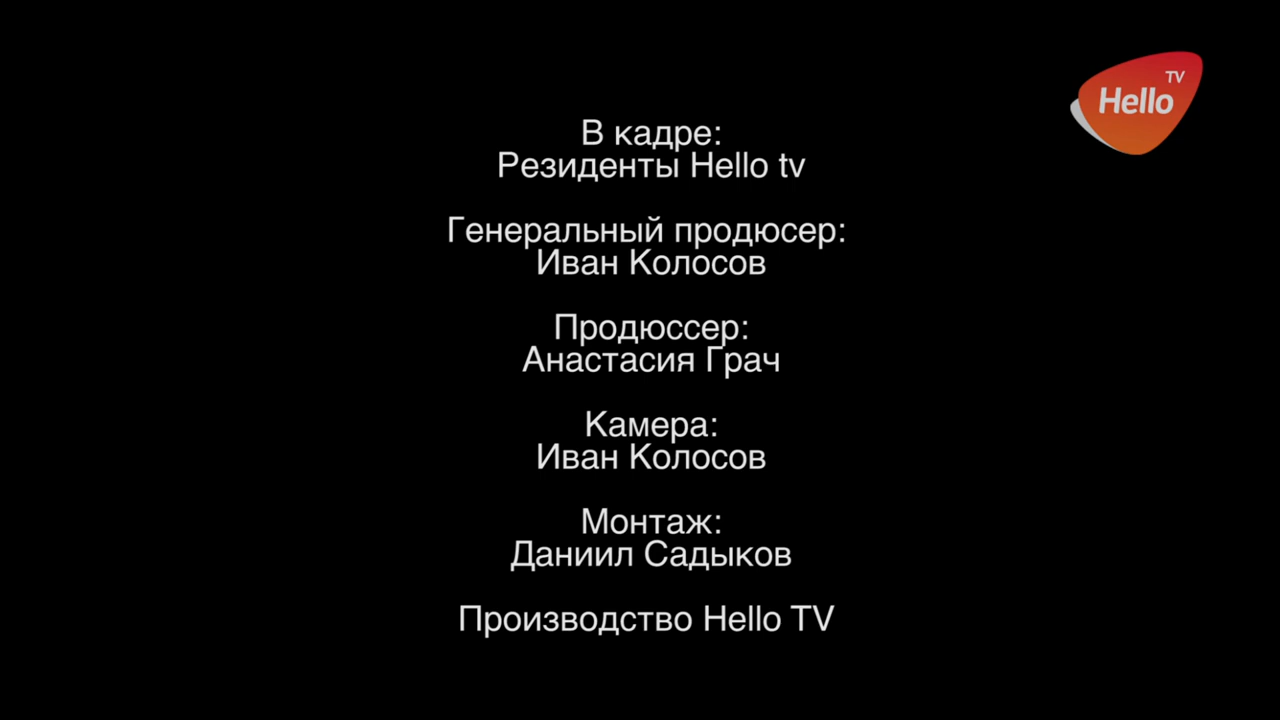 TV
Hello
В кадре:
Резиденты Hello tv
Генеральный продюсер:
Иван Колосов
Продюссер:
Анастасия Грач
Камера:
Иван Колосов
Монтаж:
Даниил Садыков
Производство Hello TV